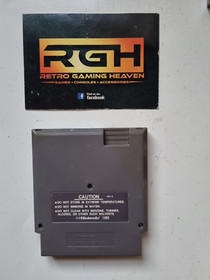 RGH
RETRO GAMING HEAVEN
GAMES • CONSOLES • ACCESSORIES
Find us on
facebook
CAUTION
•DO NOT STORE IN EXTREME TEMPERATURES.
•DO NOT IMMERSE IN WATER.
•DO NOT CLEAN WITH BENZENE, THINNER,
ALCOHOL OR OTHER SUCH SOLVENTS.
©Nintendo 1985